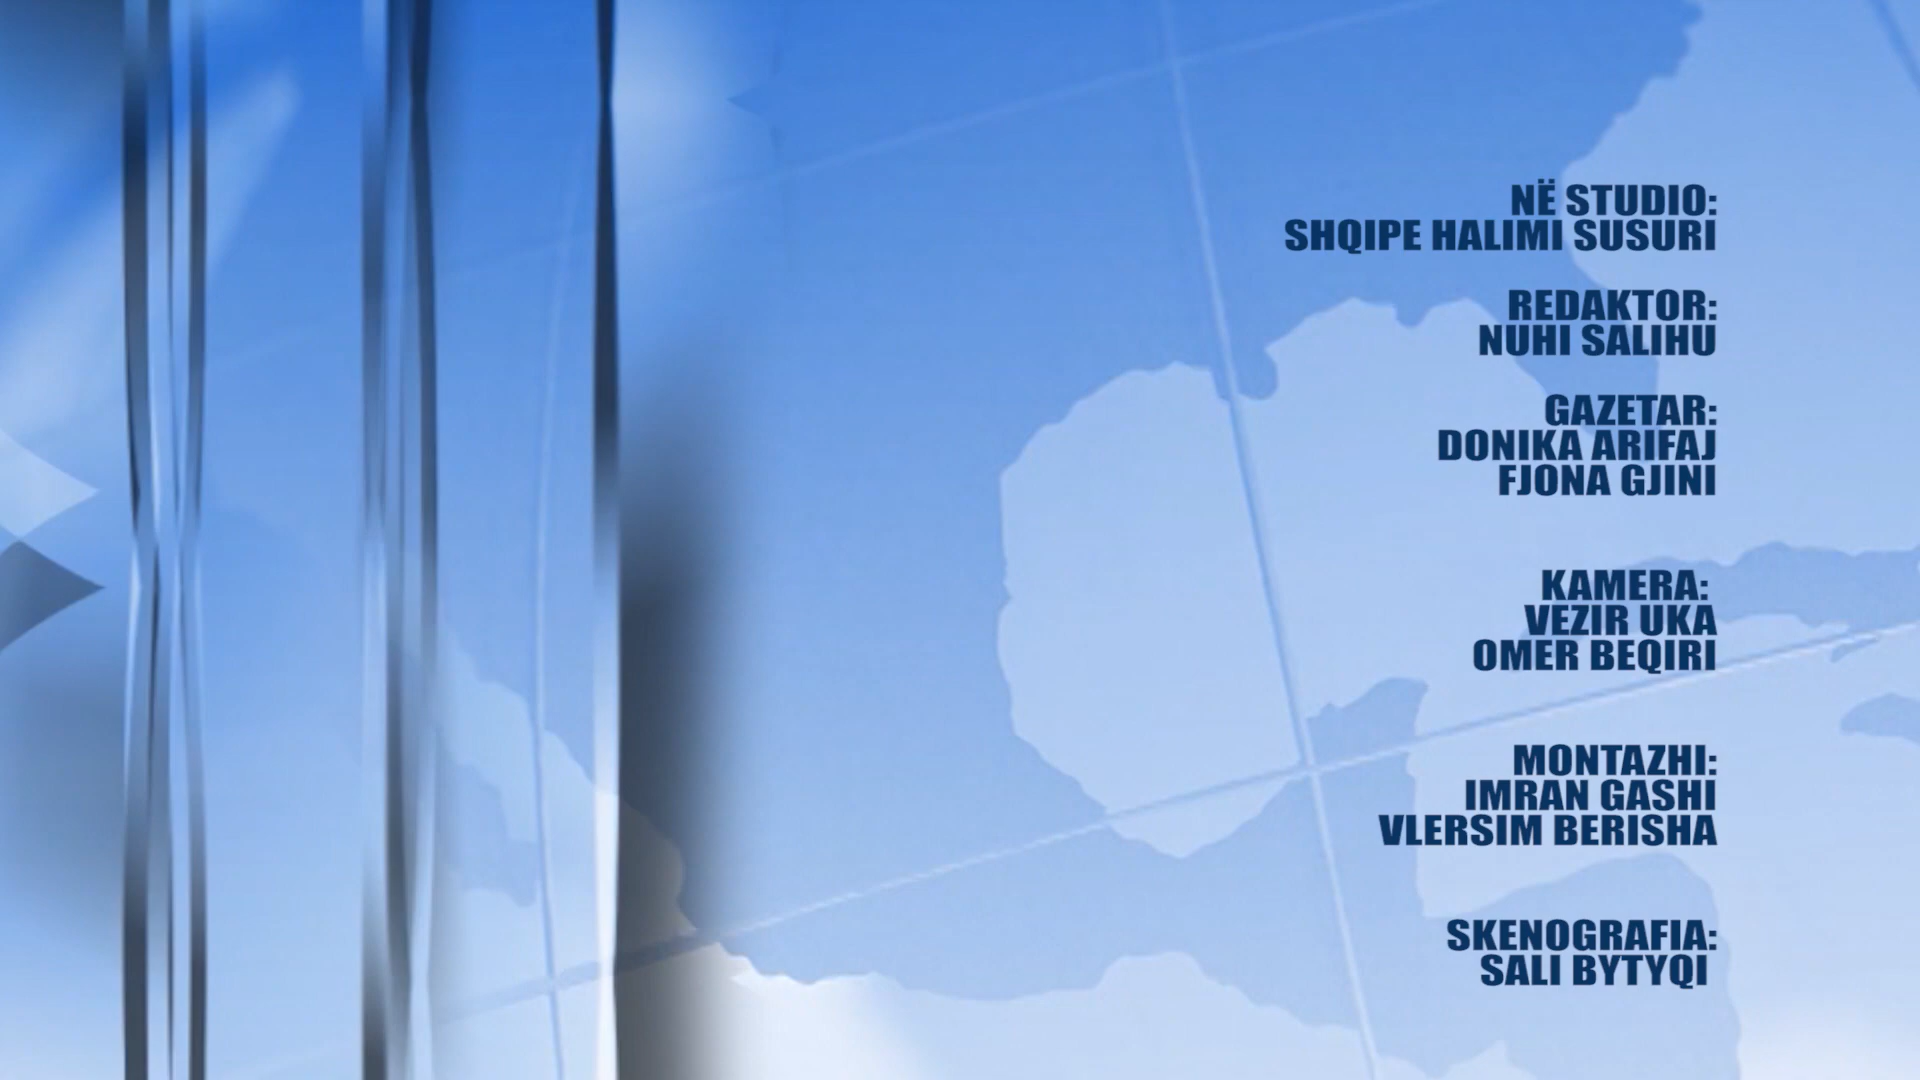 NË STUDIO:
SHQIPE HALIMI SUSURI
REDAKTOR:
NUHI SALIHU
GAZETAR:
DONIKA ARIFAJ
FJONA GJINI
KAMERA:
VEZIR UKA
OMER BEQIRI
MONTAZHI:
IMRAN GASHI
VLERSIM BERISHA
SKENOGRAFIA:
SALI BYTYQI